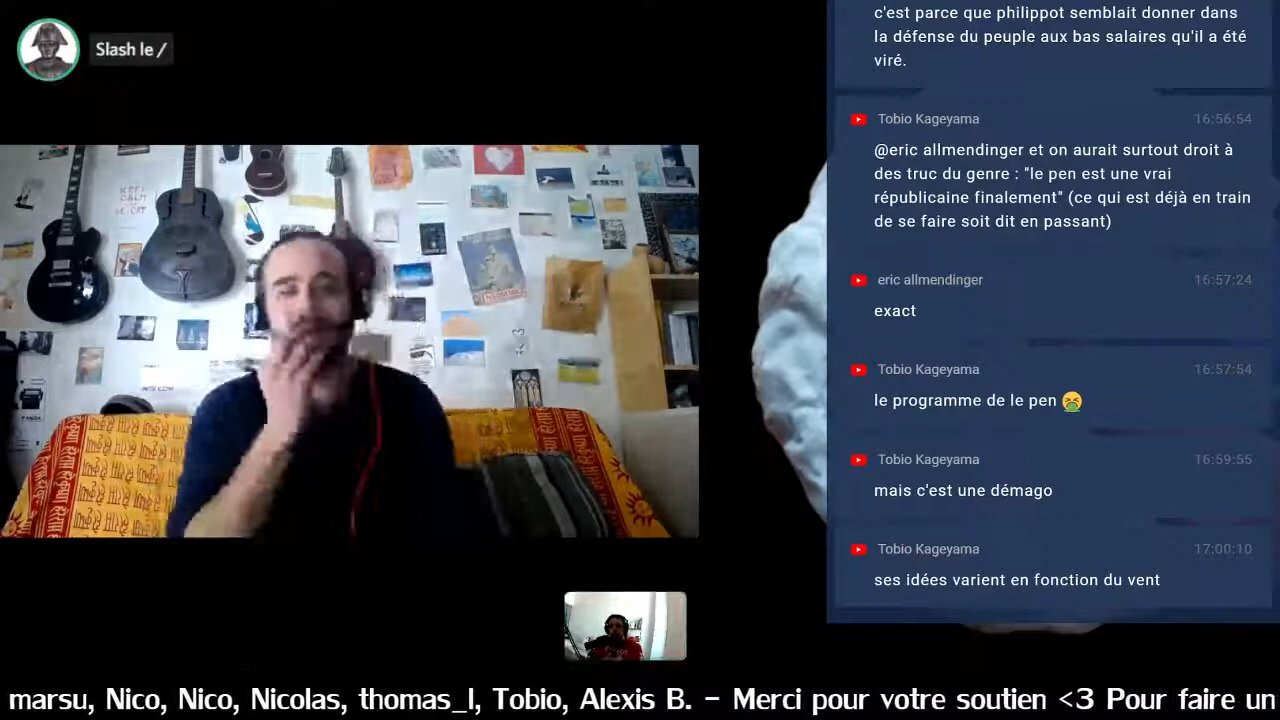 Slash le /
c'est parce que philippot semblait donner dans
la défense du peuple aux bas salaires qu'il a été
viré.
Tobio Kageyama 16:56:54
@eric allmendinger et on aurait surtout droit à
des truc du genre : "le pen est une vrai
républicaine finalement" (ce qui est déjà en train
de se faire soit dit en passant)
eric allmendinger 16:57:24
exact
Tobio Kageyama 16:57:54
le programme de le pen 🤮
Tobio Kageyama 16:59:55
mais c'est une démago
Tobio Kageyama 17:00:10
ses idées varient en fonction du vent
marsu, Nico, Nico, Nicolas, thomas_l, Tobio, Alexis B. – Merci pour votre soutien <3 Pour faire un